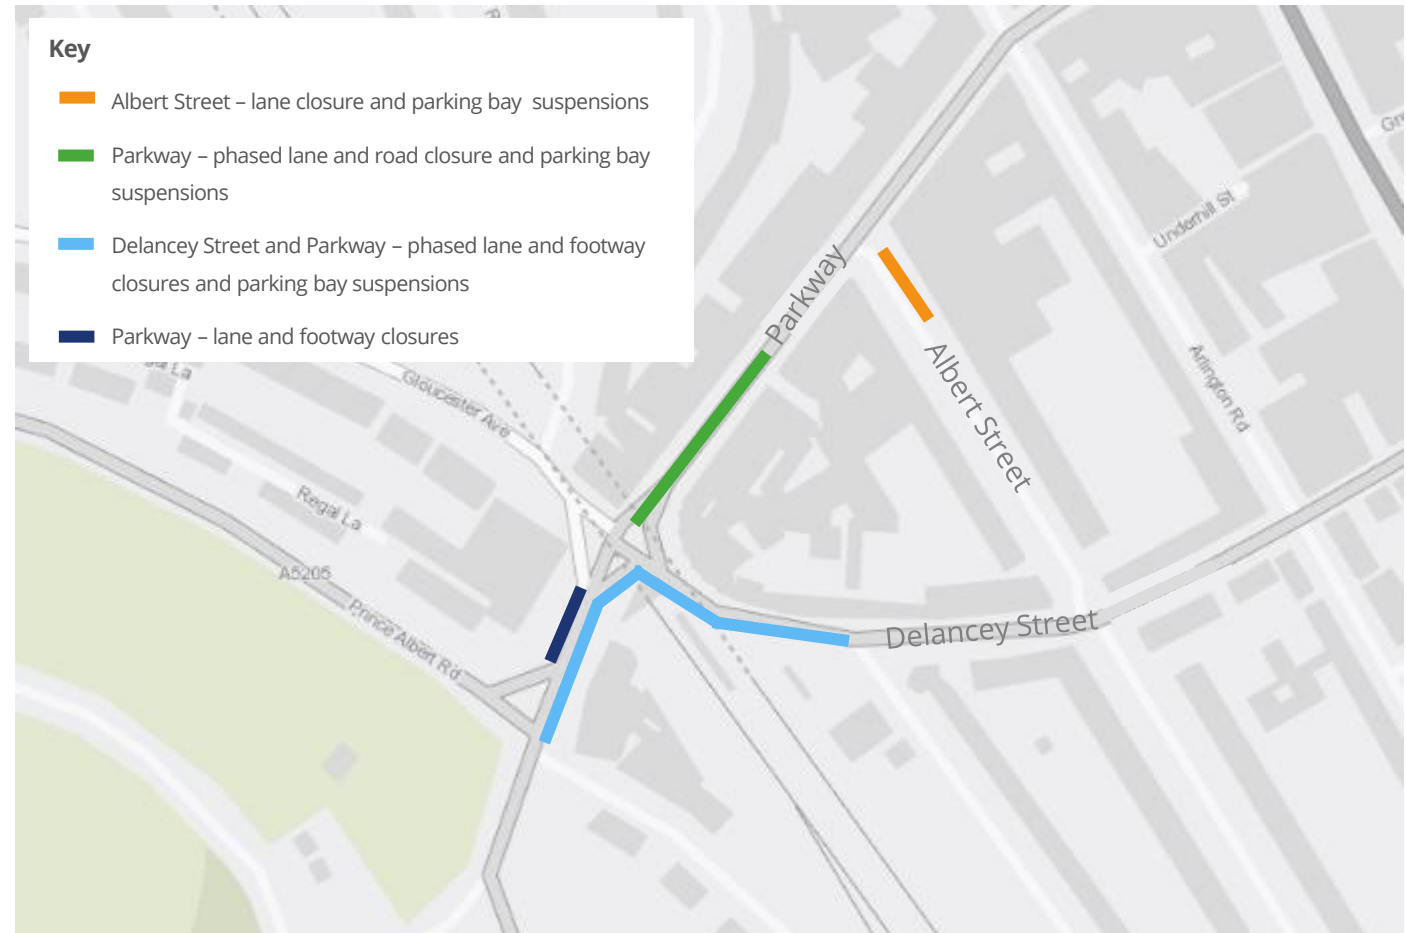 Key
Albert Street – lane closure and parking bay  suspensions
Parkway – phased lane and road closure and parking bay
suspensions
Delancey Street and Parkway – phased lane and footway
closures and parking bay suspensions
Parkway – lane and footway closures
Underhill St
Parkway
Albert Street
Arlington Rd
La
Gloucester Ave
Regal La
A5205
Prince Albert Rd
Delancey Street